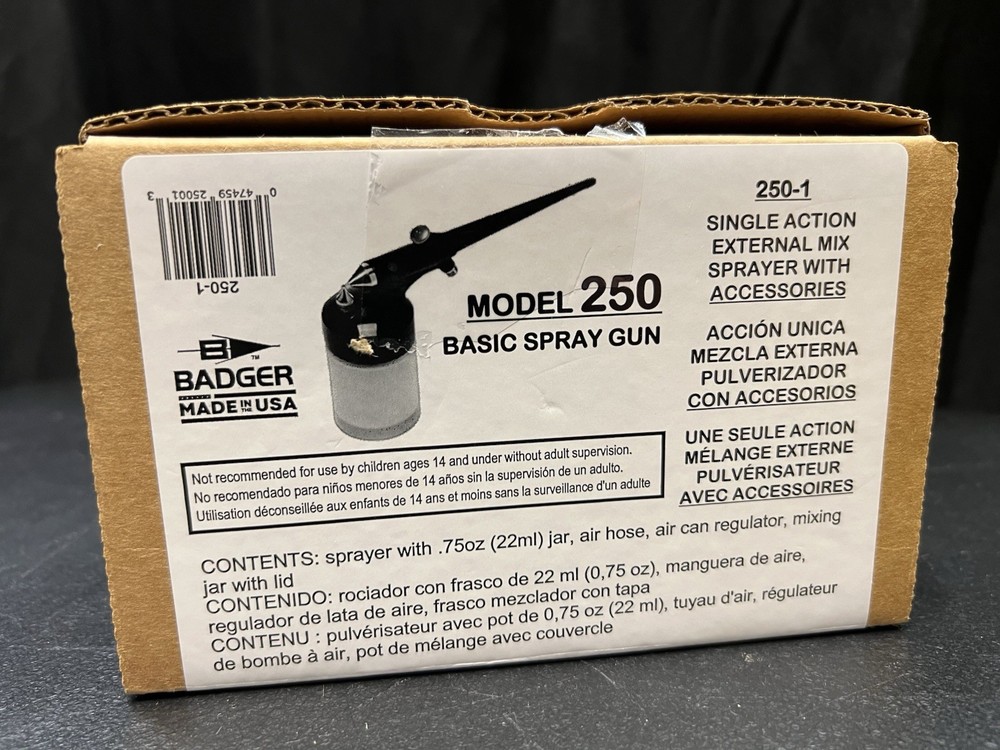 0 47459 25001 3
250-1
B
™
BADGER
MADE IN THE USA
MODEL 250
BASIC SPRAY GUN
250-1
SINGLE ACTION
EXTERNAL MIX
SPRAYER WITH
ACCESSORIES
ACCIÓN UNICA
MEZCLA EXTERNA
PULVERIZADOR
CON ACCESORIOS
UNE SEULE ACTION
MÉLANGE EXTERNE
PULVÉRISATEUR
AVEC ACCESSOIRES
Not recommended for use by children ages 14 and under without adult supervision.
No recomendado para niños menores de 14 años sin la supervisión de un adulto.
Utilisation déconseillée aux enfants de 14 ans et moins sans la surveillance d'un adulte
CONTENTS: sprayer with .75oz (22ml) jar, air hose, air can regulator, mixing
jar with lid
CONTENIDO: rociador con frasco de 22 ml (0,75 oz), manguera de aire,
regulador de lata de aire, frasco mezclador con tapa
CONTENU : pulvérisateur avec pot de 0,75 oz (22 ml), tuyau d'air, régulateur
de bombe à air, pot de mélange avec couvercle